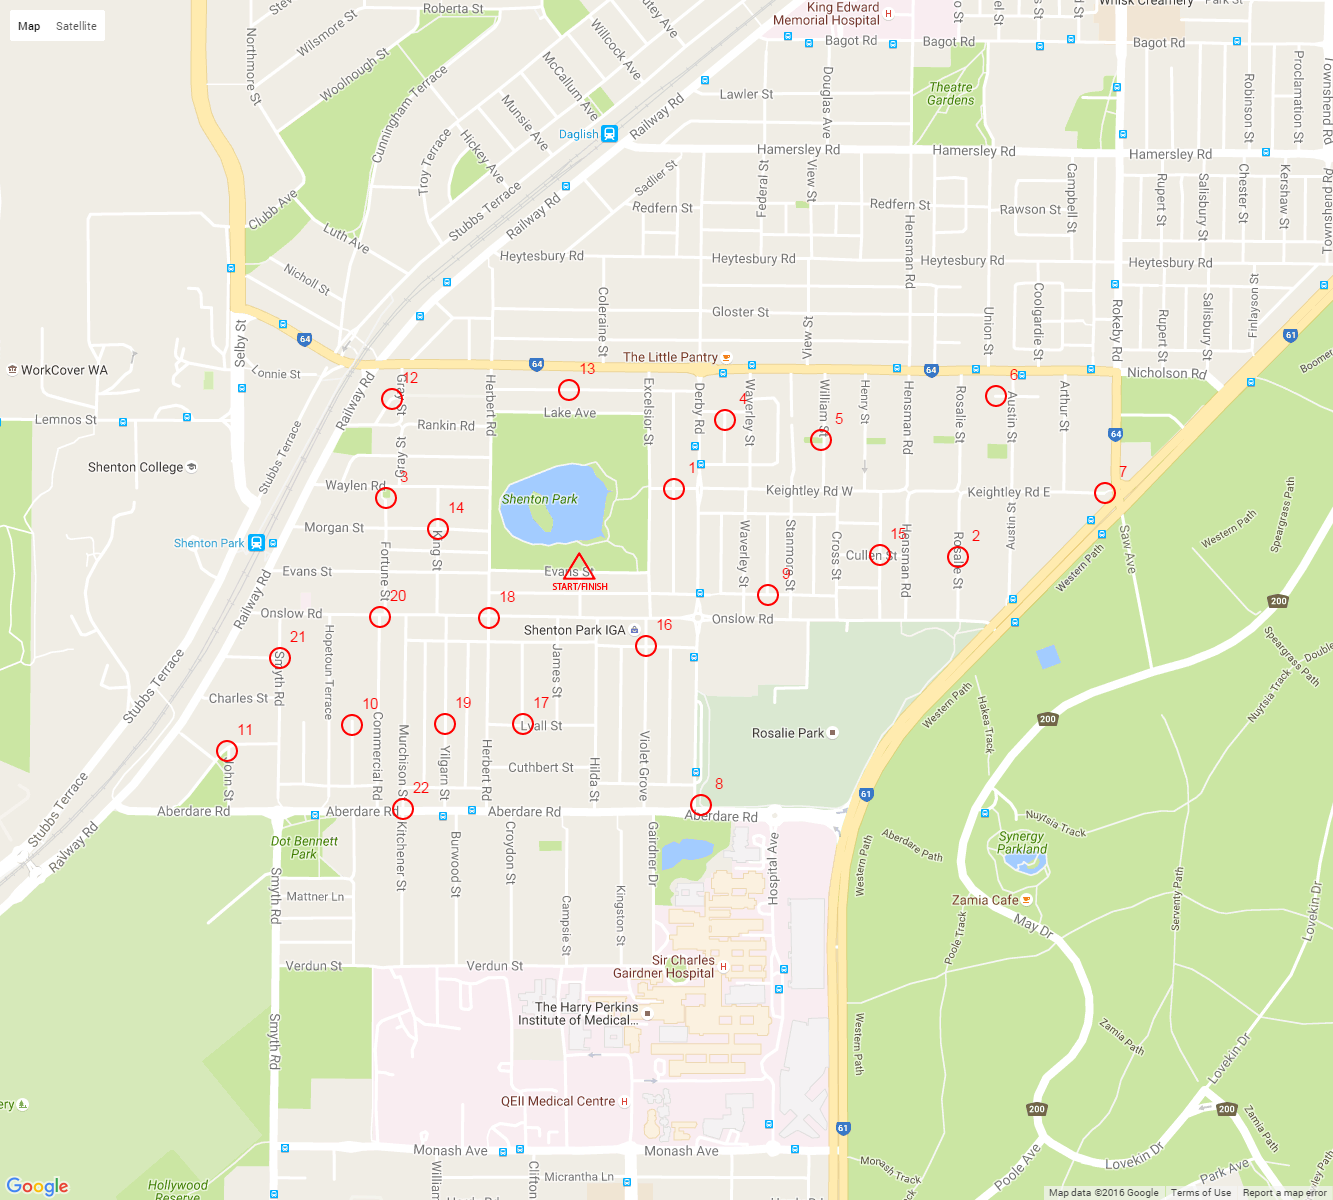 Map Satellite
Roberta St
Wilsmore St
Northmore St
Woolnough St
Cunningham Terrace
McCallum Ave
Willcock Ave
Munsie Ave
Hickey Ave
Troy Terrace
Stubbs Terrace
Clubb Ave
Luth Ave
Nicholl St
Daglish
Railway Rd
Railway Rd
King Edward
Memorial Hospital
Bagot Rd
Bagot Rd
Bagot Rd
Whisk Creamery
Park St
Lawler St
Douglas Ave
Theatre
Gardens
Robinson St
Proclamation St
Townshend Rd
Hamersley Rd
Hamersley Rd
Hamersley Rd
Sadlier St
Redfern St
Federal St
View St
Redfern St
Rawson St
Campbell St
Rupert St
Salisbury St
Chester St
Kershaw St
Townsend Rd
Hensman Rd
Heytesbury Rd
Heytesbury Rd
Heytesbury Rd
Heytesbury Rd
Coleraine St
Gloster St
View St
Union St
Coolgardie St
Rokeby Rd
Rupert St
Salisbury St
Finlayson St
61
Selby St
64
64
64
64
The Little Pantry
Nicholson Rd
WorkCover WA
Lonnie St
Lemnos St
Shenton College
Stubbs Terrace
Railway Rd
Gray St
12
13
Herbert Rd
Lake Ave
Rankin Rd
Gray St
Excelsior St
Derby Rd
4
Waverley St
William St
5
Henry St
Hensman Rd
Rosalie St
6
Austin St
Arthur St
7
Waylen Rd
3
Shenton Park
1
Keightley Rd W
Keightley Rd E
14
Morgan St
King St
Shenton Park
Evans St
Fortune St
Evans St
START/FINISH
Waverley St
Stanmore St
9
Cross St
15
Cullen St
Hensman Rd
2
Rosalie St
Austin St
Saw Ave
Western Path
Western Path
Speargrass Path
200
Onslow Rd
20
18
Shenton Park IGA
16
Onslow Rd
Railway Rd
21
Smyth Rd
Hopetoun Terrace
James St
Charles St
Stubbs Terrace
10
19
17
Lyall St
Commercial Rd
Murchison St
Yilgarn St
Herbert Rd
Cuthbert St
Hilda St
Violet Grove
11
John St
22
8
Rosalie Park
Western Path
Hakea Track
200
Nuytsia Track
Speargrass Path
61
Aberdare Rd
Aberdare Rd
Aberdare Rd
Aberdare Rd
Stubbs Terrace
Railway Rd
Dot Bennett
Park
Kitchener St
Burwood St
Croydon St
Gairdner Dr
Hospital Ave
Western Path
Aberdare Path
Nuytsia Track
Synergy
Parkland
Zamia Cafe
May Dr
Serventy Path
Lovekin Dr
Poole Track
Mattner Ln
Smyth Rd
Campsie St
Kingston St
Verdun St
Verdun St
Sir Charles
Gairdner Hospital
The Harry Perkins
Institute of Medical...
Smyth Rd
Western Path
Zamia Path
Lovekin Dr
QEII Medical Centre
200
200
61
Zamia Path
Monash Ave
Monash Ave
Micrantha Ln
Monash Track
Poole Ave
Lovekin Dr
Park Ave
Hollywood
Reserve
Google
Map data ©2016 Google Terms of Use Report a map error